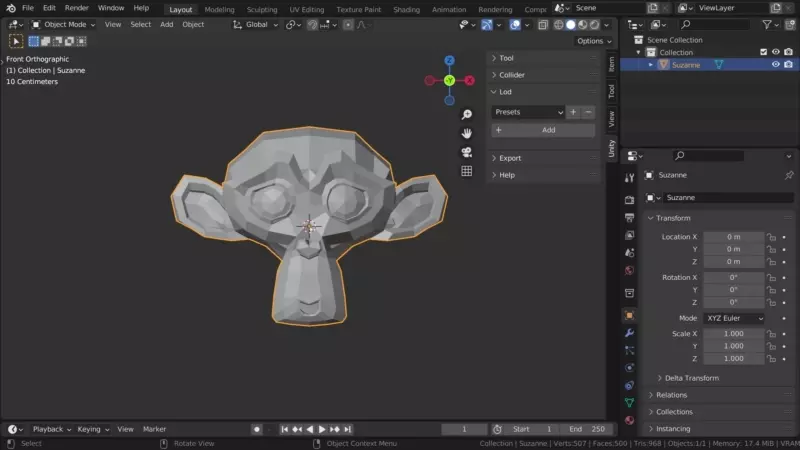 File Edit Render Window Help Layout Modeling Sculpting UV Editing Texture Paint Shading Animation Rendering Compo Scene ViewLayer
Object Mode View Select Add Object Global
Options
Front Orthographic
(1) Collection | Suzanne
10 Centimeters
Z
-Y
X
Tool
Collider
Lod
Presets
+ Add
Export
Help
Item
Tool
View
Unity
Scene Collection
Collection
Suzanne
Suzanne
Suzanne
Transform
Location X 0 m
Y 0 m
Z 0 m
Rotation X 0°
Y 0°
Z 0°
Mode XYZ Euler
Scale X 1.000
Y 1.000
Z 1.000
Delta Transform
Relations
Collections
Instancing
Playback Keying View Marker 1 Start 1 End 250
Select Rotate View Object Context Menu Collection | Suzanne | Verts:507 | Faces:500 | Tris:968 | Objects:1/1 | Memory: 17.4 MiB | VRAM